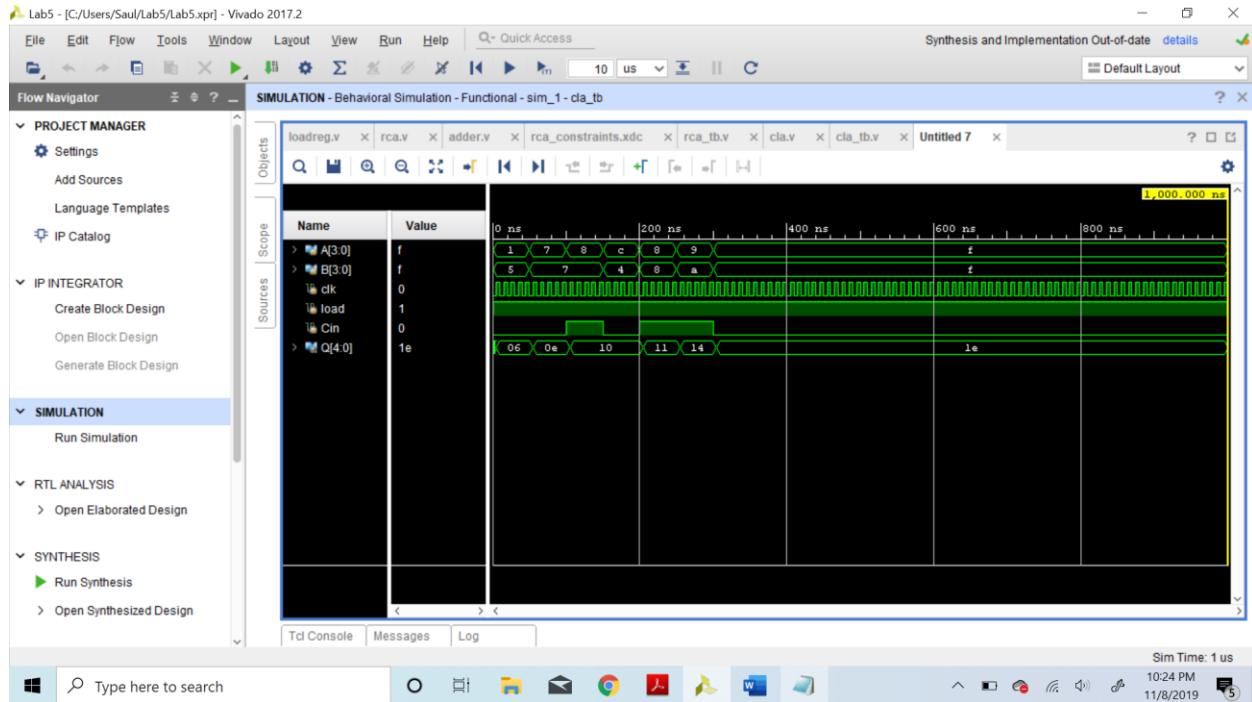 Lab5 - [C:/Users/Saul/Lab5/Lab5.xpr] - Vivado 2017.2
File Edit Flow Tools Window Layout View Run Help Quick Access
Synthesis and Implementation Out-of-date details
10 us
Default Layout
Flow Navigator
SIMULATION - Behavioral Simulation - Functional - sim_1 - cla_tb
PROJECT MANAGER
Settings
Add Sources
Language Templates
IP Catalog
IP INTEGRATOR
Create Block Design
Open Block Design
Generate Block Design
SIMULATION
Run Simulation
RTL ANALYSIS
Open Elaborated Design
SYNTHESIS
Run Synthesis
Open Synthesized Design
Objects
Scope
Sources
loadreg.v rca.v adder.v rca_constraints.xdc rca_tb.v cla.v cla_tb.v Untitled 7
1,000.000 ns
Name Value 0 ns 200 ns 400 ns 600 ns 800 ns
A[3:0] f 1 7 8 c 8 9 f
B[3:0] f 5 7 4 8 a f
clk 0
load 1
Cin 0
Q[4:0] 1e 06 0e 10 11 14 1e
Tcl Console Messages Log
Sim Time: 1 us
Type here to search
10:24 PM
11/8/2019
5